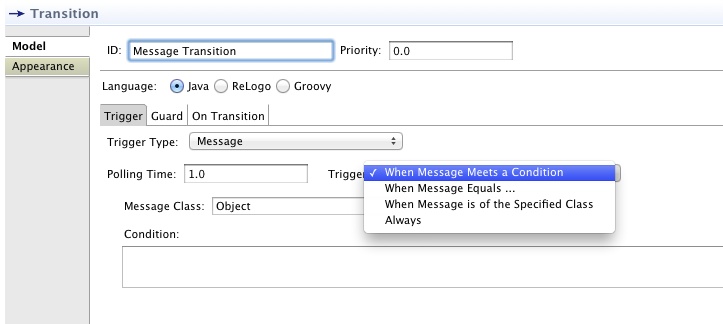 Transition
Model
Appearance
ID: Message Transition Priority: 0.0
Language: Java ReLogo Groovy
Trigger Guard On Transition
Trigger Type: Message
Polling Time: 1.0 Trigger
✓ When Message Meets a Condition
When Message Equals ...
When Message is of the Specified Class
Always
Message Class: Object
Condition: